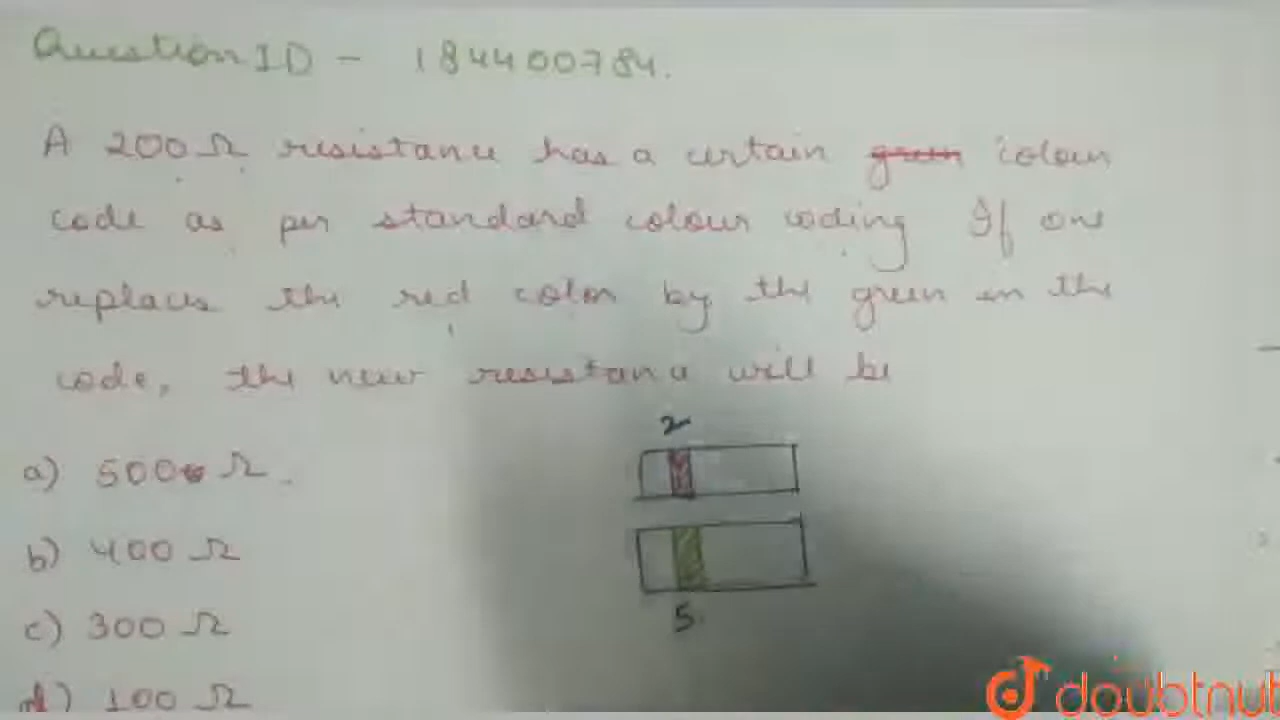 Question ID - 184400784.
A 200 Ω resistance has a certain green colour
code as per standard colour coding If one
replaces the red color by the green in the
code, the new resistance will be
2
a) 500 Ω.
b) 400 Ω
c) 300 Ω
5.
d) 100 Ω
doubtnut